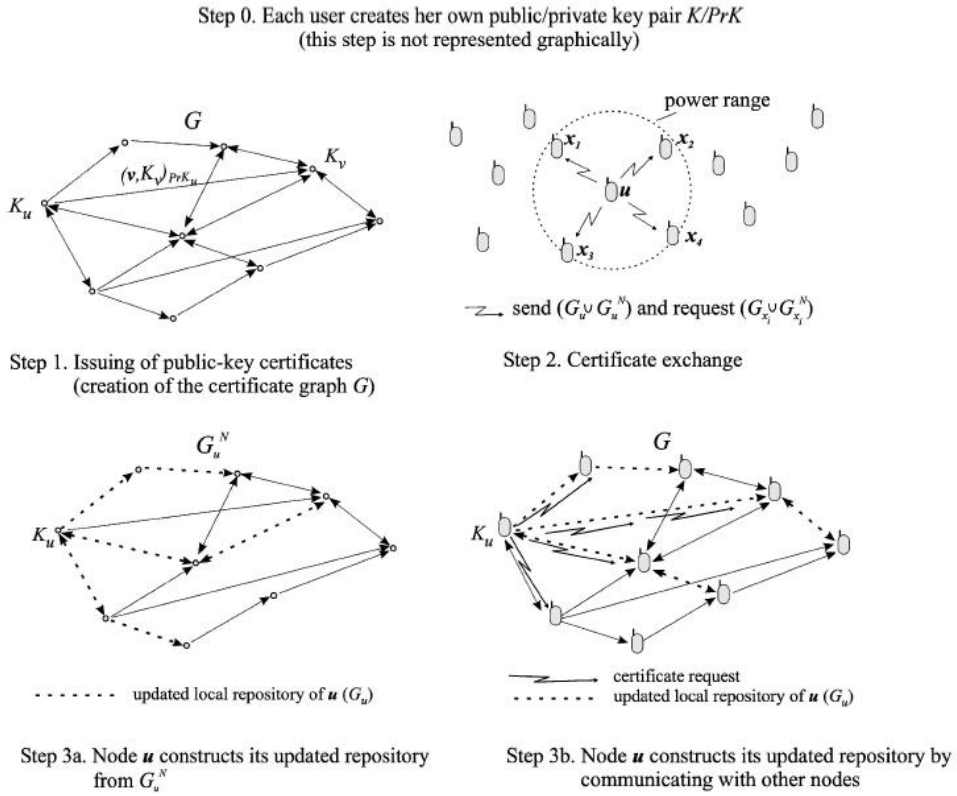 Step 0. Each user creates her own public/private key pair K/PrK
(this step is not represented graphically)
G
K_v
(v,K_v)_PrK_u
K_u
power range
x_1
x_2
u
x_3
x_4
send (G_u∪ G_u^N) and request (G_x_i∪G_x_i^N)
Step 1. Issuing of public-key certificates
(creation of the certificate graph G)
Step 2. Certificate exchange
G_u^N
K_u
updated local repository of u (G_u)
Step 3a. Node u constructs its updated repository
from G_u^N
G
K_u
certificate request
updated local repository of u (G_u)
Step 3b. Node u constructs its updated repository by
communicating with other nodes